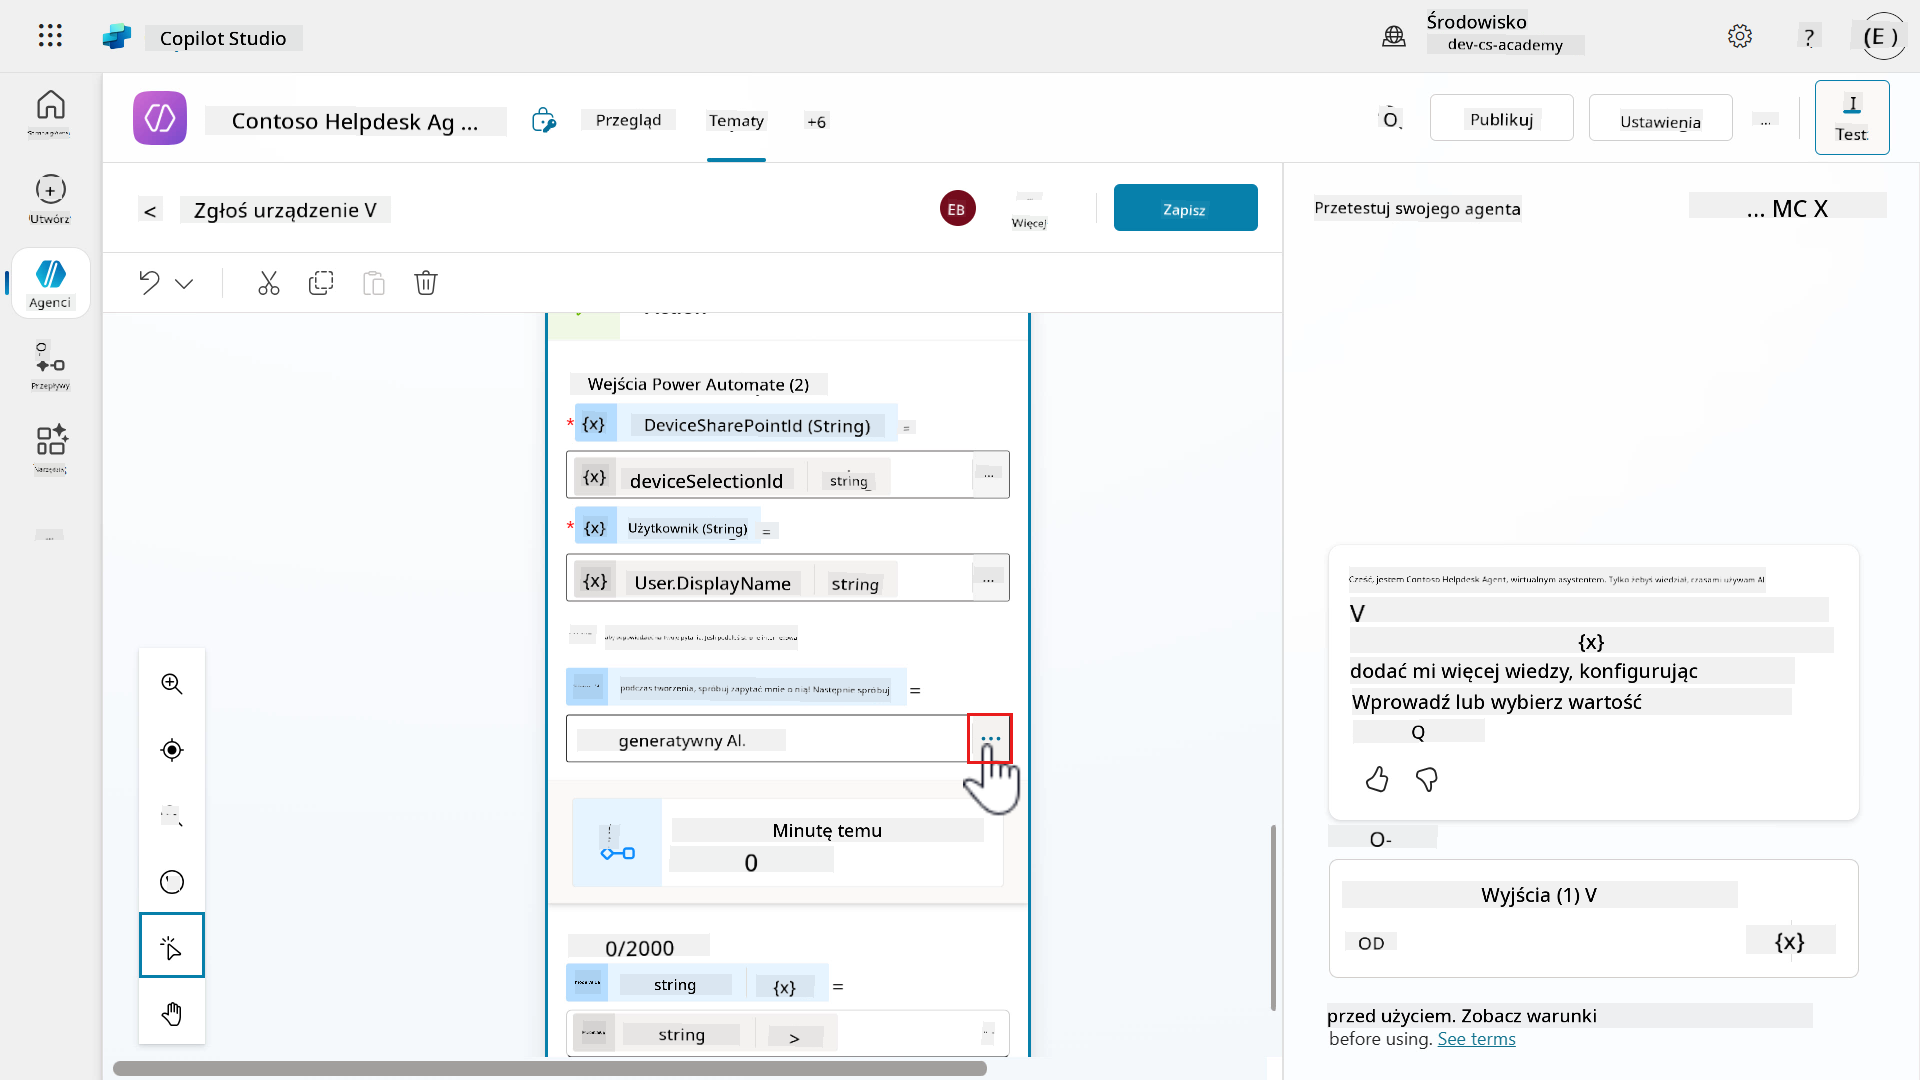 Copilot Studio
Środowisko
dev-cs-academy
?
(E )
Contoso Helpdesk Ag ...
Przegląd
Tematy
+6
Publikuj
Ustawienia
...
Test
Utwórz
Agenci
Przepływy
Narzędzia
<
Zgłoś urządzenie V
EB
Więcej
Zapisz
Przetestuj swojego agenta
... MC X
Wejścia Power Automate (2)
* {x} DeviceSharePointId (String) =
{x} deviceSelectionId string ...
* {x} Użytkownik (String) =
{x} User.DisplayName string ...
podczas tworzenia, spróbuj zapytać mnie o nią! Następnie spróbuj =
generatywny AI.
...
Minutę temu
0
0/2000
string {x} =
string >
Cześć, jestem Contoso Helpdesk Agent, wirtualnym asystentem. Tylko żebyś wiedział, czasami używam AI
V
{x}
dodać mi więcej wiedzy, konfigurując
Wprowadź lub wybierz wartość
Q
O-
Wyjścia (1) V
OD
{x}
przed użyciem. Zobacz warunki
before using. See terms